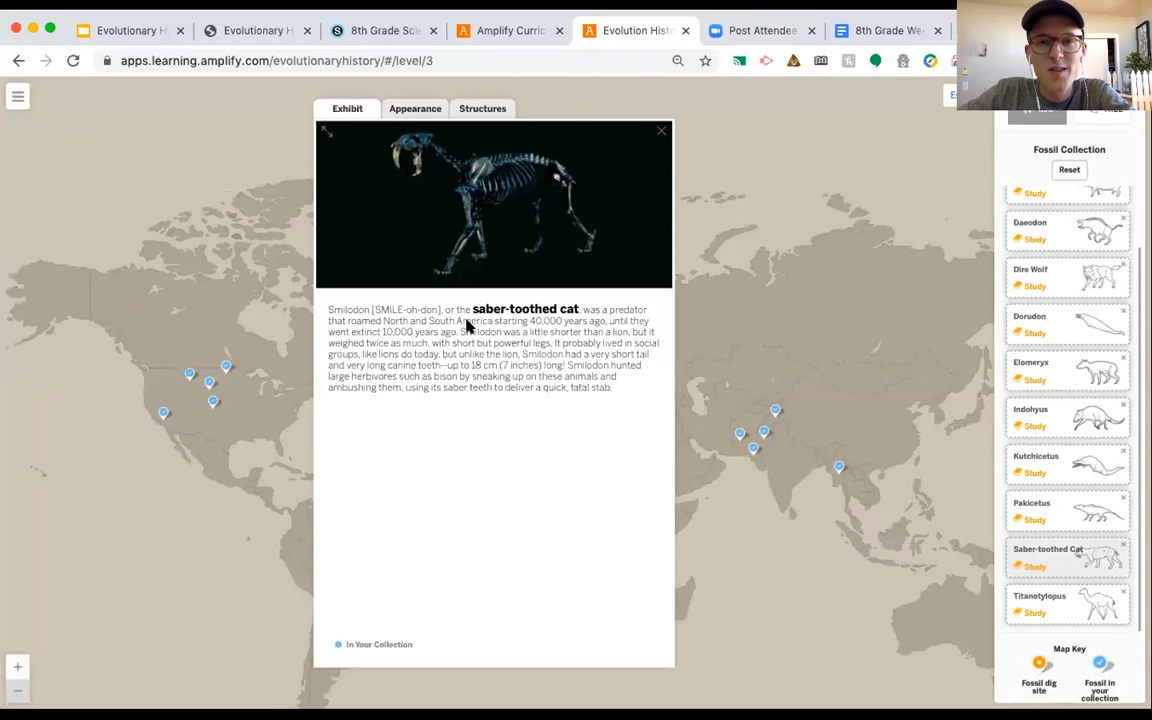 Evolutionary H
Evolutionary H
8th Grade Sci
Amplify Curric
Evolution Hist
Post Attendee
8th Grade We
apps.learning.amplify.com/evolutionaryhistory/#/level/3
Exhibit
Appearance
Structures
Smilodon [SMILE-oh-don], or the saber-toothed cat, was a predator
that roamed North and South America starting 40,000 years ago, until they
went extinct 10,000 years ago. Smilodon was a little shorter than a lion, but it
weighed twice as much, with short but powerful legs. It probably lived in social
groups, like lions do today, but unlike the lion, Smilodon had a very short tail
and very long canine teeth--up to 18 cm (7 inches) long! Smilodon hunted
large herbivores such as bison by sneaking up on these animals and
ambushing them, using its saber teeth to deliver a quick, fatal stab.
In Your Collection
Fossil Collection
Reset
Study
Daeodon
Study
Dire Wolf
Study
Dorudon
Study
Elomeryx
Study
Indohyus
Study
Kutchicetus
Study
Pakicetus
Study
Saber-toothed Cat
Study
Titanotylopus
Study
Map Key
Fossil dig
site
Fossil in
your
collection